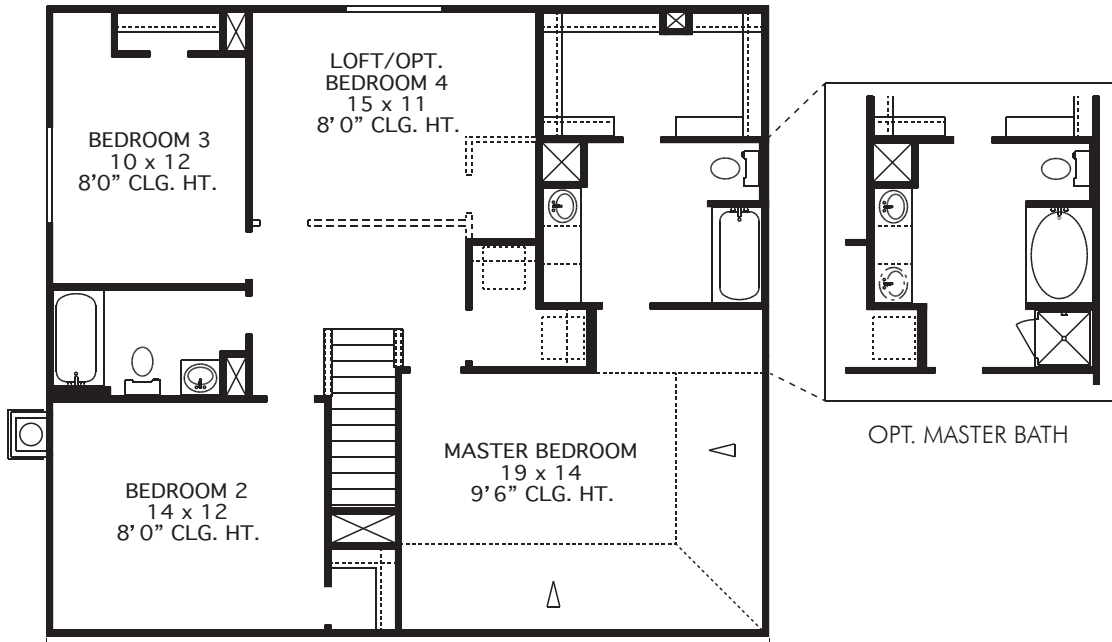 LOFT/OPT.
BEDROOM 4
15 x 11
8'0" CLG. HT.
BEDROOM 3
10 x 12
8'0" CLG. HT.
OPT. MASTER BATH
MASTER BEDROOM
19 x 14
9'6" CLG. HT.
BEDROOM 2
14 x 12
8'0" CLG. HT.